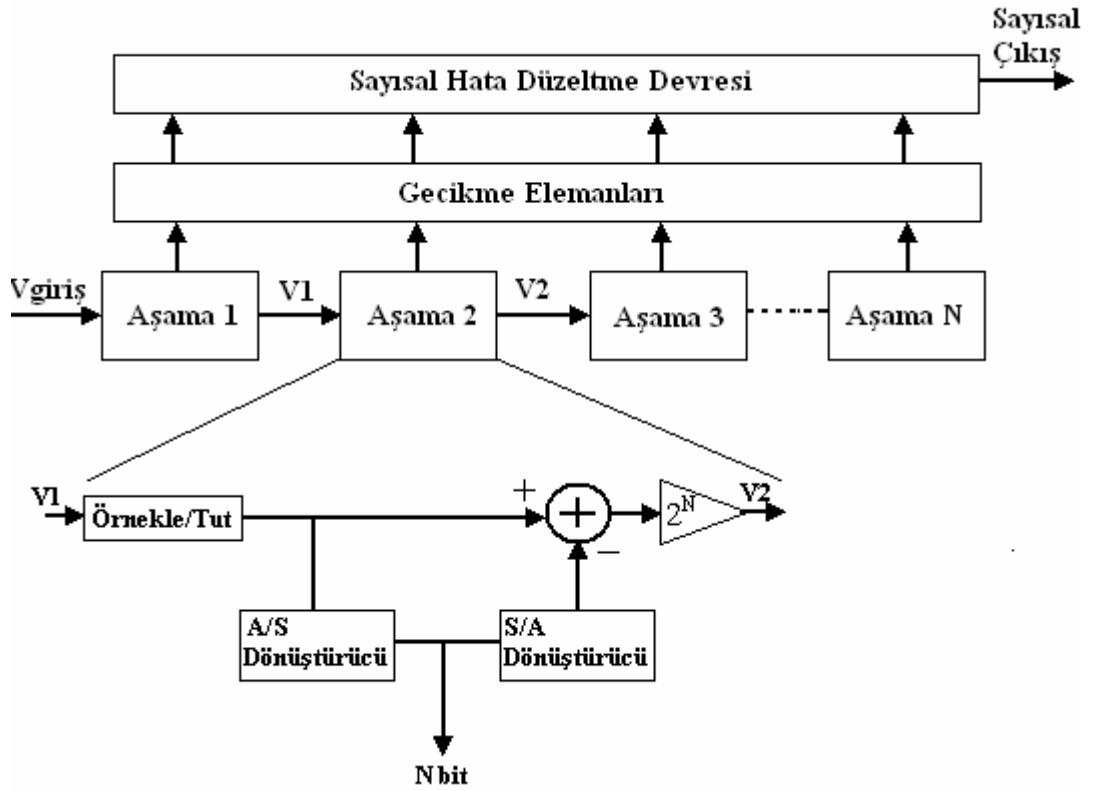 Sayısal
Çıkış
Sayısal Hata Düzeltme Devresi
Gecikme Elemanları
Vgiriş
Aşama 1
V1
Aşama 2
V2
Aşama 3
Aşama N
V1
Örnekle/Tut
+
+
−
2^N
V2
A/S
Dönüştürücü
S/A
Dönüştürücü
N bit